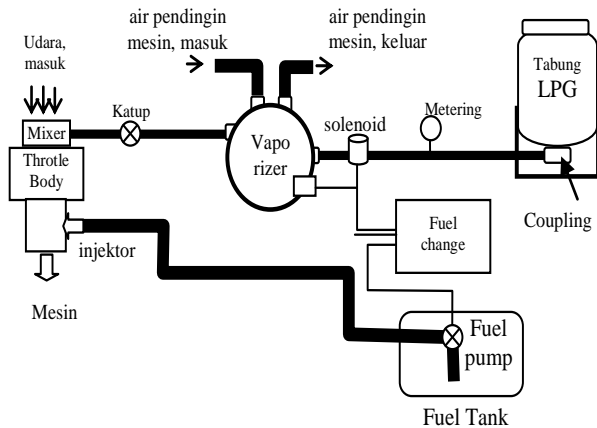 air pendingin
mesin, masuk
air pendingin
mesin, keluar
Udara,
masuk
Katup
Mixer
Throtle
Body
injektor
Mesin
Vapo
rizer
solenoid
Metering
Tabung
LPG
Coupling
Fuel
change
Fuel
pump
Fuel Tank